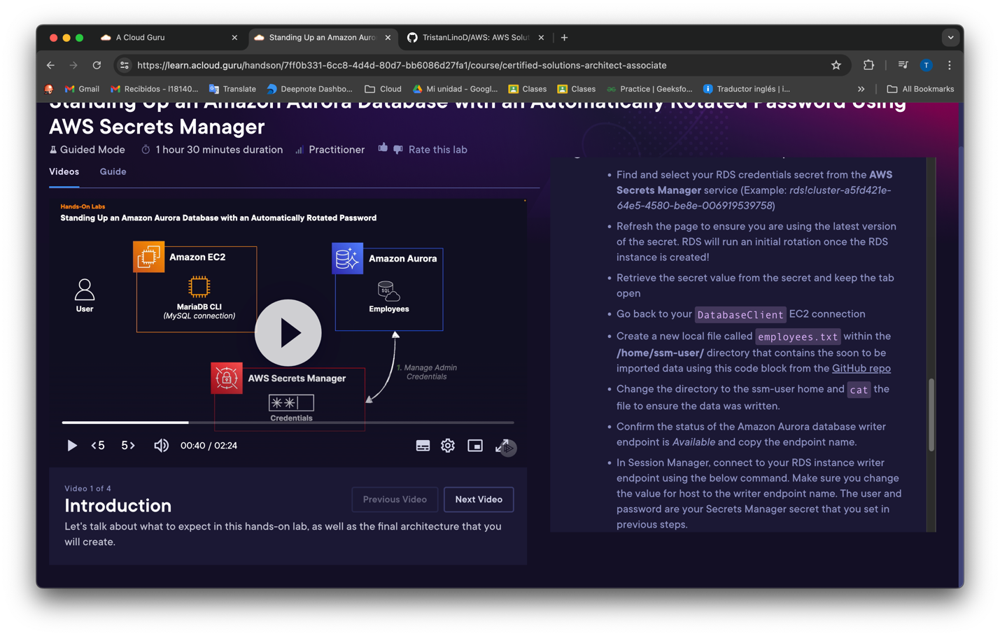 A Cloud Guru
Standing Up an Amazon Auro
TristanLinoD/AWS: AWS Solut
https://learn.acloud.guru/handson/7ff0b331-6cc8-4d4d-80d7-bb6086d27fa1/course/certified-solutions-architect-associate
T
Gmail
Recibidos - l18140...
Translate
Deepnote Dashbo...
Cloud
Mi unidad - Googl...
Clases
Clases
Practice | Geeksfo...
Traductor inglés | i...
All Bookmarks
Standing Up an Amazon Aurora Database with an Automatically Rotated Password Using
AWS Secrets Manager
Guided Mode
1 hour 30 minutes duration
Practitioner
Rate this lab
Videos
Guide
Hands-On Labs
Standing Up an Amazon Aurora Database with an Automatically Rotated Password
Amazon EC2
MariaDB CLI
(MySQL connection)
User
Amazon Aurora
SQL
Employees
1. Manage Admin
Credentials
AWS Secrets Manager
**|
Credentials
<5
5>
00:40 / 02:24
Video 1 of 4
Introduction
Previous Video
Next Video
Let's talk about what to expect in this hands-on lab, as well as the final architecture that you
will create.
• Find and select your RDS credentials secret from the AWS
Secrets Manager service (Example: rds!cluster-a5fd421e-
64e5-4580-be8e-006919539758)
• Refresh the page to ensure you are using the latest version
of the secret. RDS will run an initial rotation once the RDS
instance is created!
• Retrieve the secret value from the secret and keep the tab
open
• Go back to your DatabaseClient EC2 connection
• Create a new local file called employees.txt within the
/home/ssm-user/ directory that contains the soon to be
imported data using this code block from the GitHub repo
• Change the directory to the ssm-user home and cat the
file to ensure the data was written.
• Confirm the status of the Amazon Aurora database writer
endpoint is Available and copy the endpoint name.
• In Session Manager, connect to your RDS instance writer
endpoint using the below command. Make sure you change
the value for host to the writer endpoint name. The user and
password are your Secrets Manager secret that you set in
previous steps.